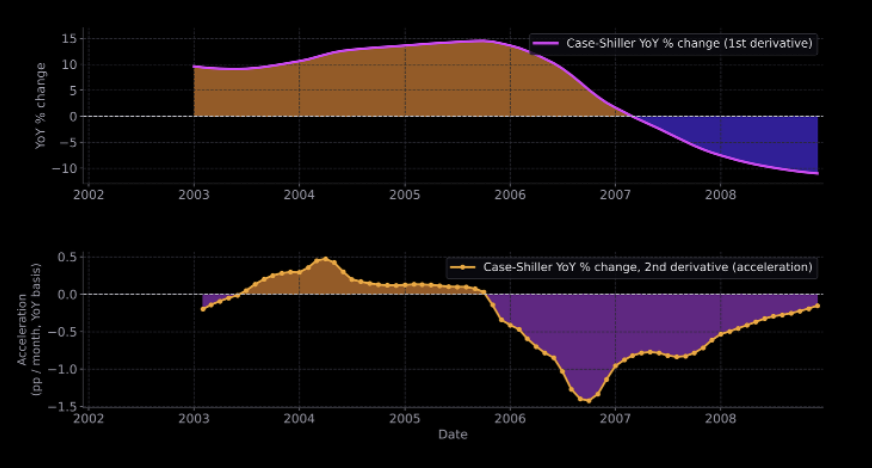 Case-Shiller YoY % change (1st derivative)
YoY % change
15
10
5
0
−5
−10
2002 2003 2004 2005 2006 2007 2008
Case-Shiller YoY % change, 2nd derivative (acceleration)
Acceleration
(pp / month, YoY basis)
0.5
0.0
−0.5
−1.0
−1.5
2002 2003 2004 2005 2006 2007 2008
Date